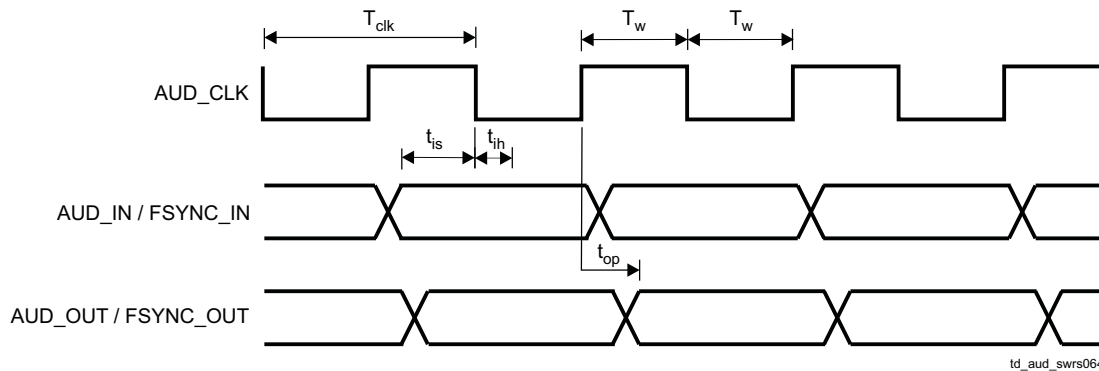 T_clk T_w T_w
AUD_CLK
t_is t_ih
AUD_IN / FSYNC_IN
t_op
AUD_OUT / FSYNC_OUT
td_aud_swrs064